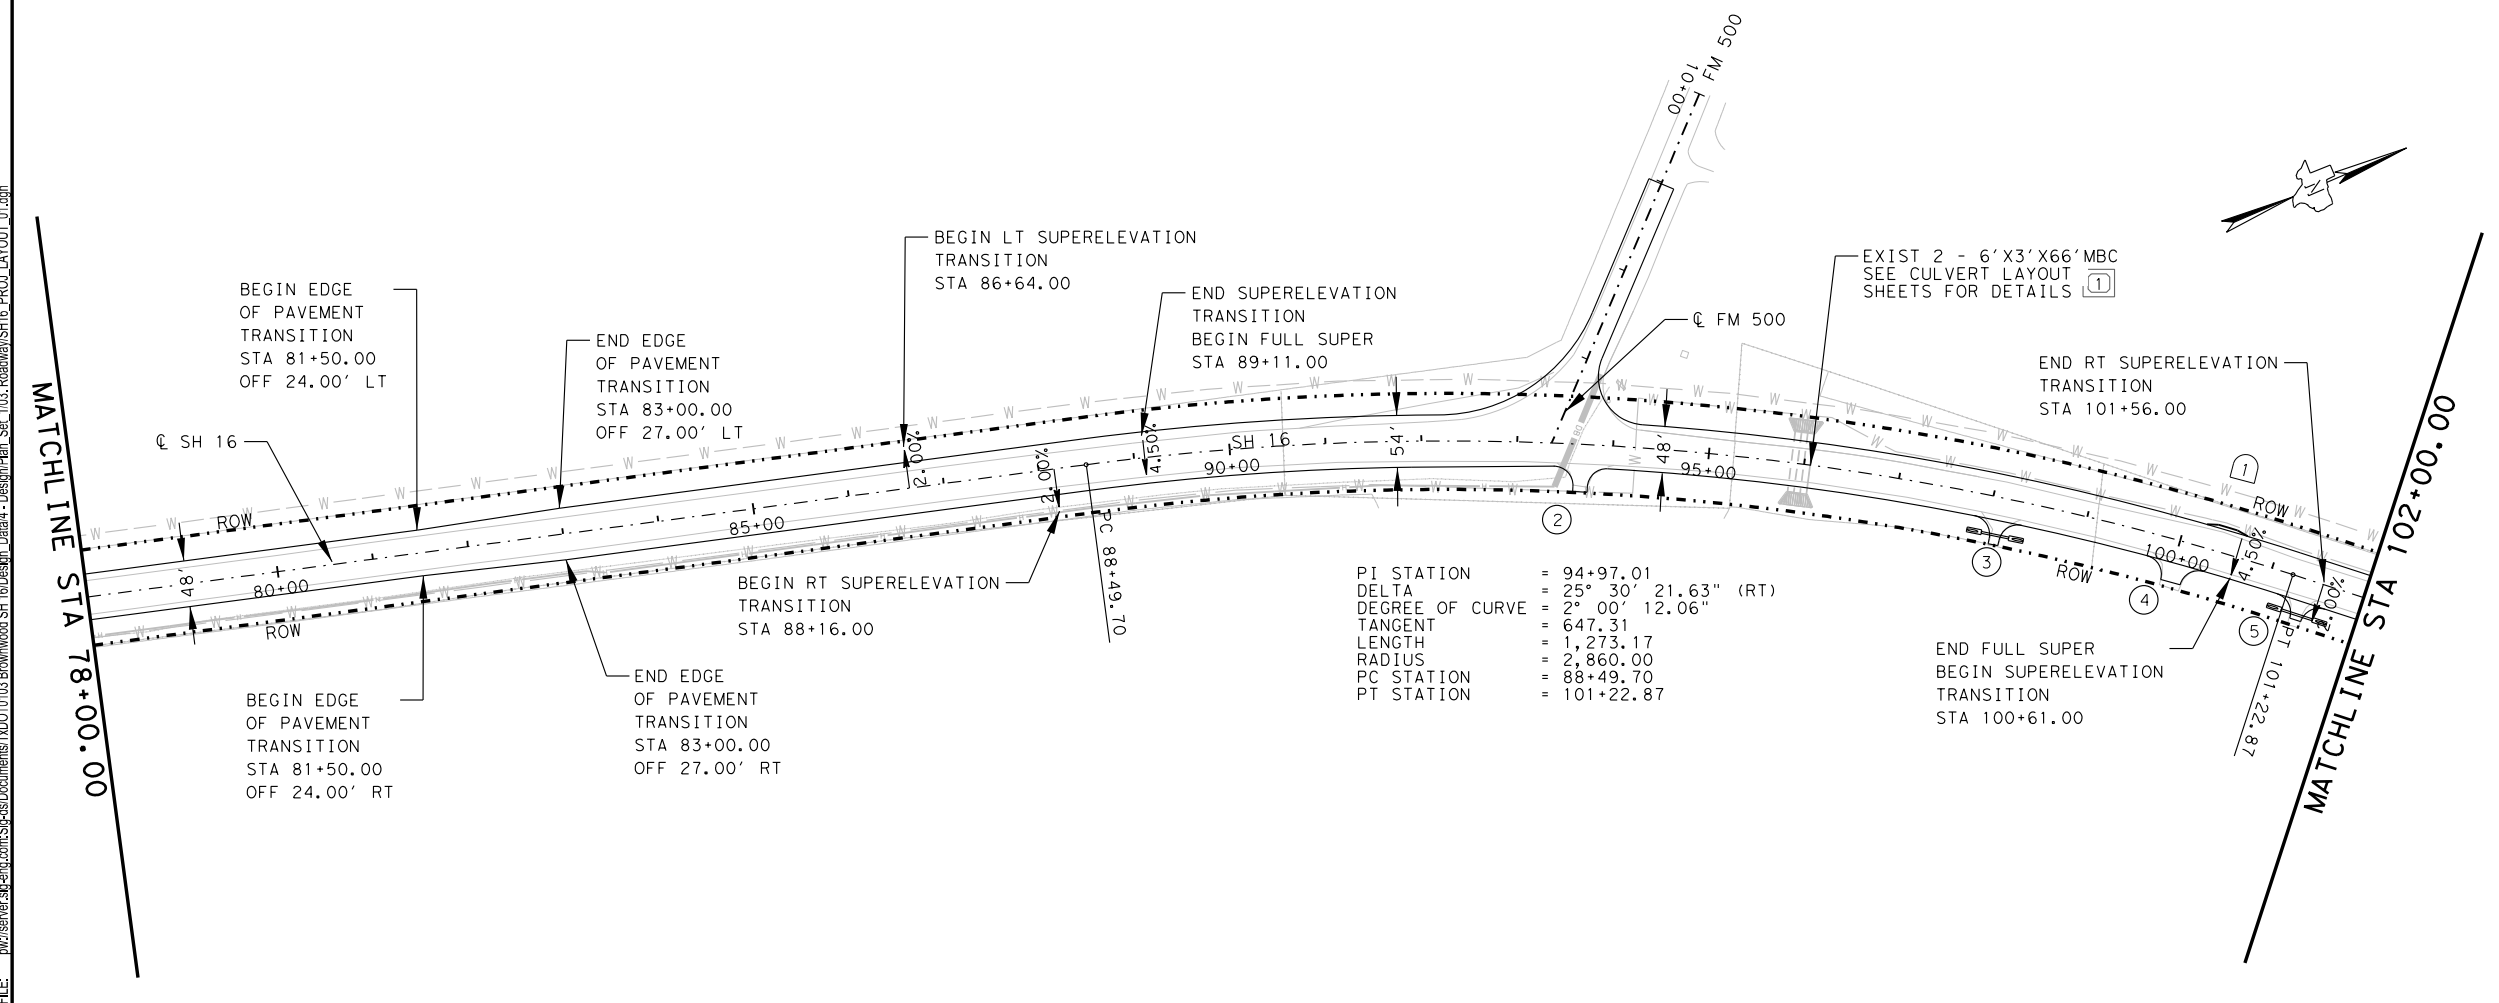 FM 500
10+00
BEGIN LT SUPERELEVATION
TRANSITION
STA 86+64.00
EXIST 2 - 6'X3'X66'MBC
SEE CULVERT LAYOUT
SHEETS FOR DETAILS 1
BEGIN EDGE
OF PAVEMENT
TRANSITION
STA 81+50.00
OFF 24.00' LT
END SUPERELEVATION
TRANSITION
BEGIN FULL SUPER
STA 89+11.00
℄ FM 500
END EDGE
OF PAVEMENT
TRANSITION
STA 83+00.00
OFF 27.00' LT
END RT SUPERELEVATION
TRANSITION
STA 101+56.00
℄ SH 16
SH 16
MATCHLINE STA 78+00.00
MATCHLINE STA 102+00.00
ROW
ROW
ROW
ROW
48'
54'
48'
80+00
85+00
90+00
95+00
100+00
2.00%
2.00%
4.50%
4.50%
2.00%
PC 88+49.70
PT 101+22.87
1
2
3
4
5
N
BEGIN RT SUPERELEVATION
TRANSITION
STA 88+16.00
PI STATION = 94+97.01
DELTA = 25° 30' 21.63" (RT)
DEGREE OF CURVE = 2° 00' 12.06"
TANGENT = 647.31
LENGTH = 1,273.17
RADIUS = 2,860.00
PC STATION = 88+49.70
PT STATION = 101+22.87
END FULL SUPER
BEGIN SUPERELEVATION
TRANSITION
STA 100+61.00
END EDGE
OF PAVEMENT
TRANSITION
STA 83+00.00
OFF 27.00' RT
BEGIN EDGE
OF PAVEMENT
TRANSITION
STA 81+50.00
OFF 24.00' RT
FILE: